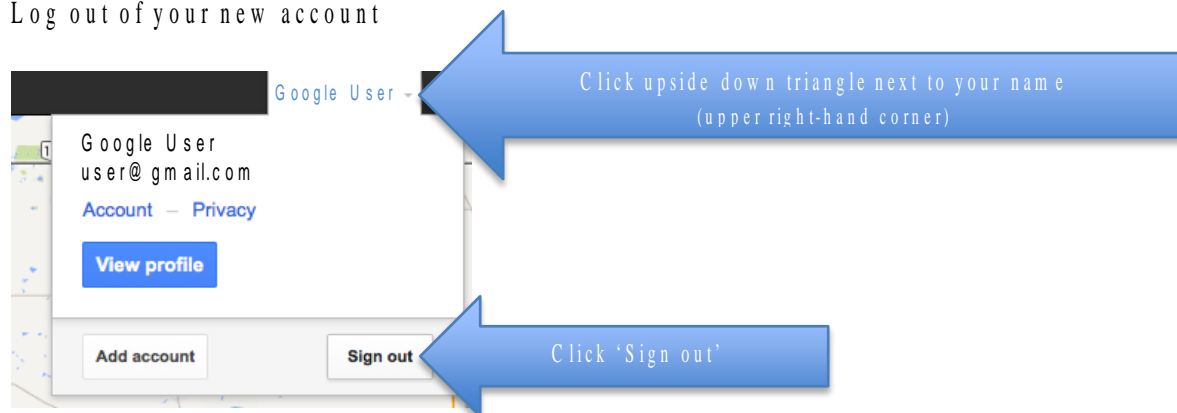 Log out of your new account
Click upside down triangle next to your name
(upper right-hand corner)
Google User
Google User
user@gmail.com
Account – Privacy
View profile
Add account
Sign out
Click ‘Sign out’